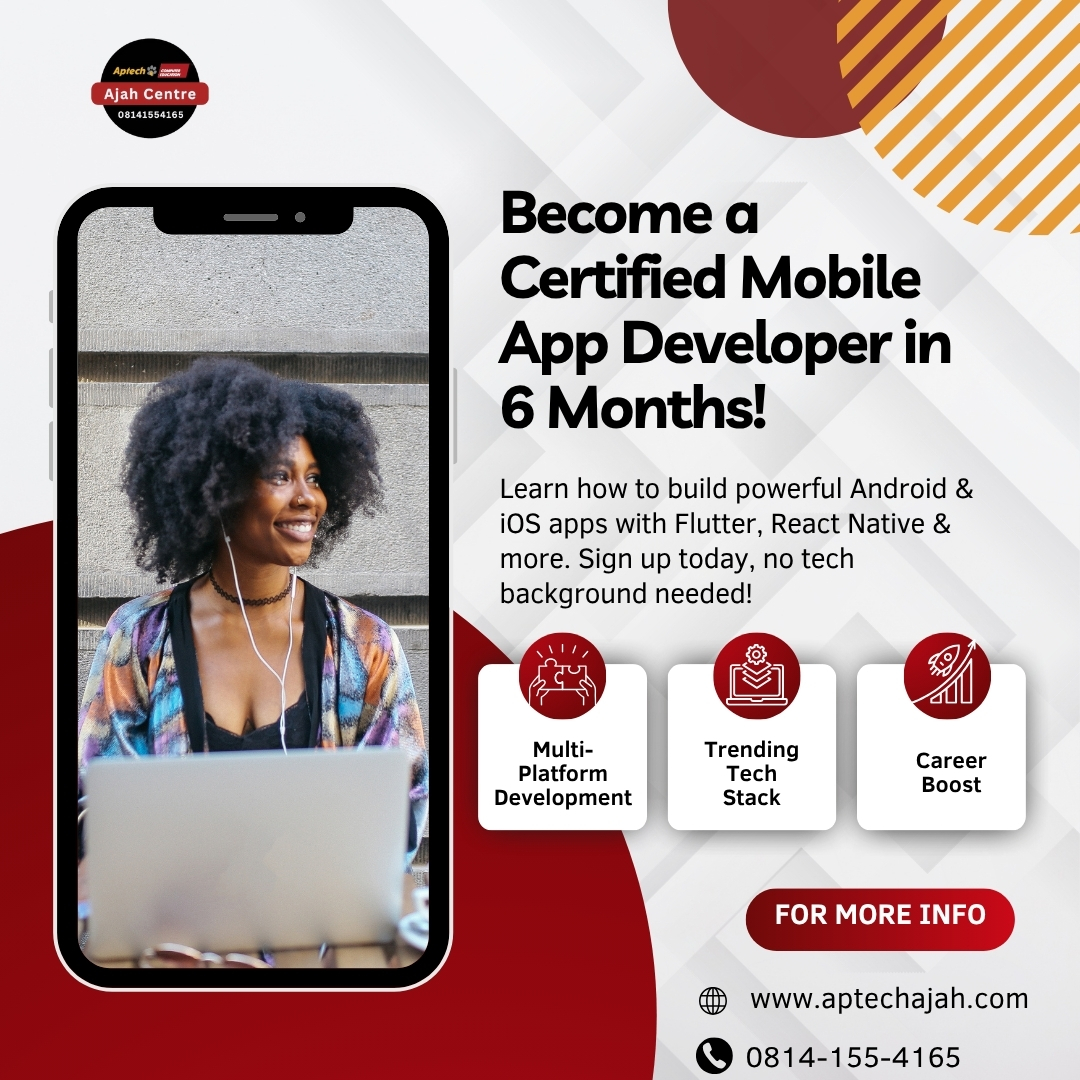 Aptech COMPUTER EDUCATION
Ajah Centre
08141554165
Become a
Certified Mobile
App Developer in
6 Months!
Learn how to build powerful Android &
iOS apps with Flutter, React Native &
more. Sign up today, no tech
background needed!
Multi-
Platform
Development
Trending
Tech
Stack
Career
Boost
FOR MORE INFO
www.aptechajah.com
0814-155-4165